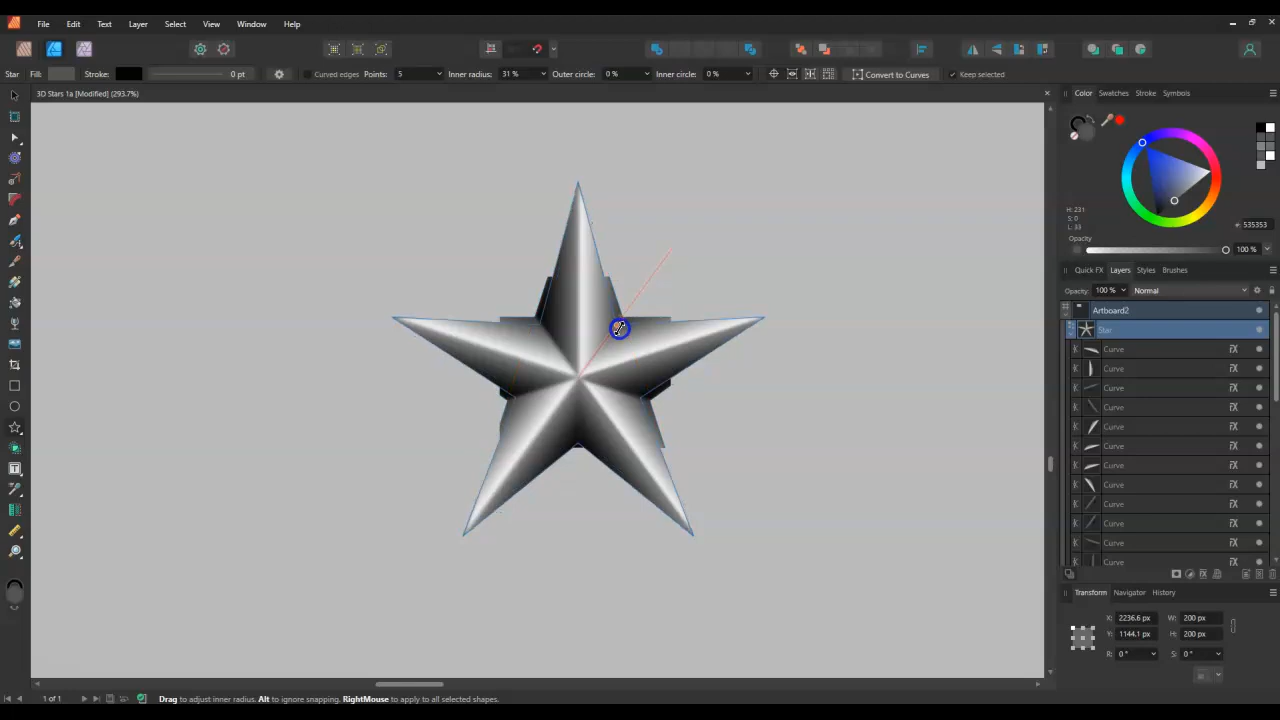 File Edit Text Layer Select View Window Help
Star Fill: Stroke: 0 pt Curved edges Points: 5 Inner radius: 31 % Outer circle: 0 % Inner circle: 0 % Convert to Curves Keep selected
3D Stars 1a [Modified] (293.7%)
Color Swatches Stroke Symbols
H: 231
S: 0
L: 33
#: 535353
Opacity
100 %
Quick FX Layers Styles Brushes
Opacity: 100 % Normal
Artboard2
Star
Curve
Curve
Curve
Curve
Curve
Curve
Curve
Curve
Curve
Curve
Curve
Curve
Transform Navigator History
X: 2236.6 px W: 200 px
Y: 1144.1 px H: 200 px
R: 0 ° S: 0 °
1 of 1 Drag to adjust inner radius. Alt to ignore snapping. RightMouse to apply to all selected shapes.